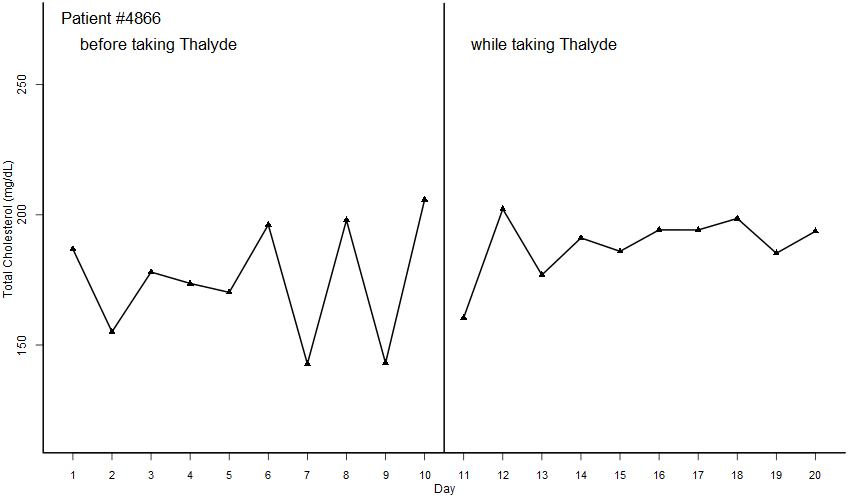 Patient #4866
before taking Thalyde
while taking Thalyde
Total Cholesterol (mg/dL)
250
200
150
1 2 3 4 5 6 7 8 9 10 11 12 13 14 15 16 17 18 19 20
Day